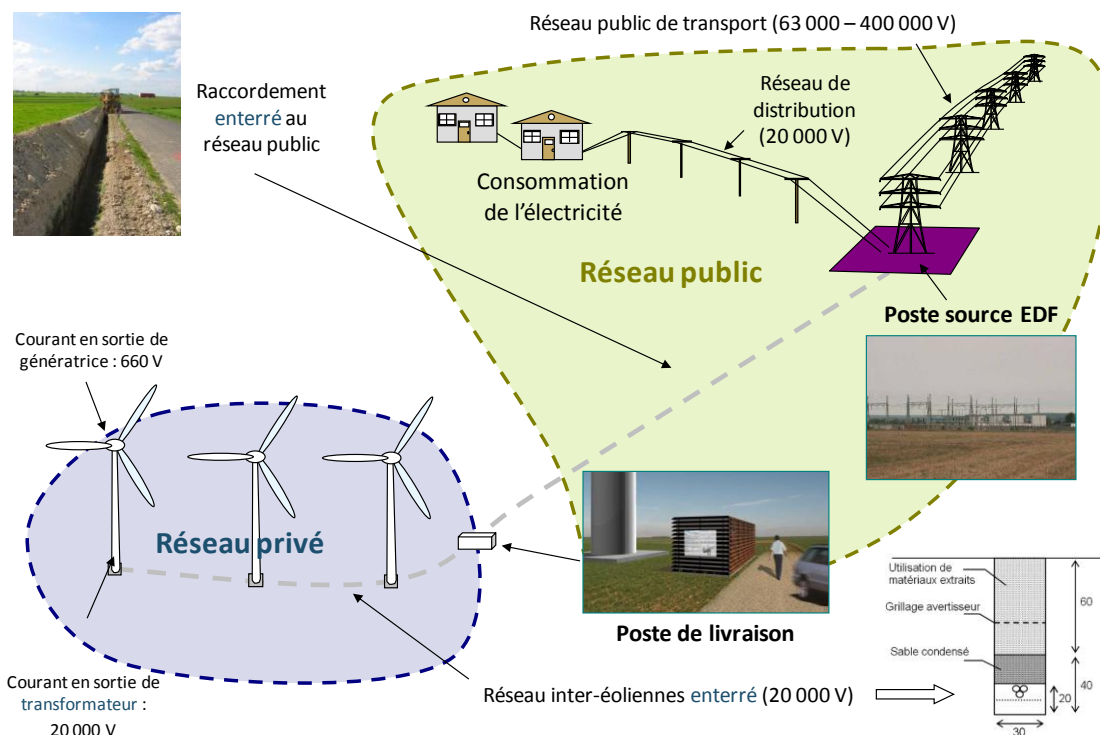 Réseau public de transport (63 000 – 400 000 V)
Raccordement
enterré au
réseau public
Réseau de
distribution
(20 000 V)
Consommation
de l'électricité
Réseau public
Poste source EDF
Courant en sortie de
génératrice : 660 V
Réseau privé
Poste de livraison
Courant en sortie de
transformateur :
20 000 V
Réseau inter-éoliennes enterré (20 000 V)
Utilisation de
matériaux extraits
Grillage avertisseur
Sable condensé
60
40
20
30